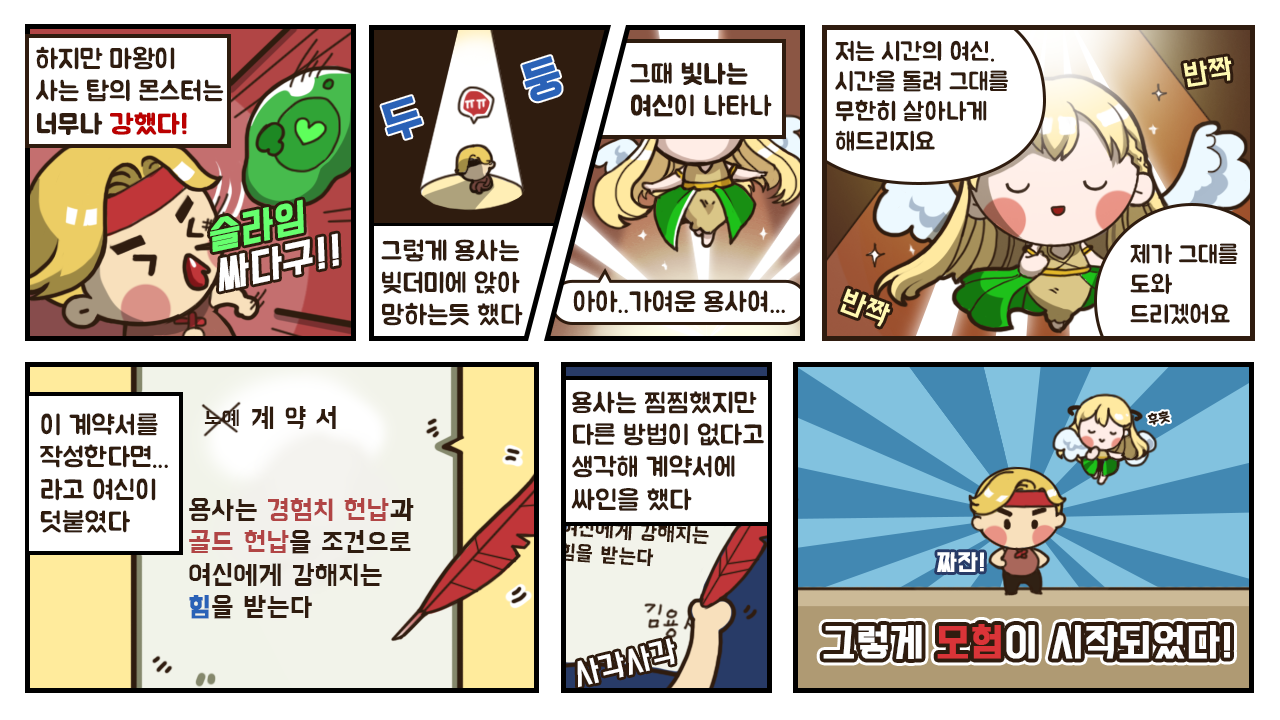 하지만 마왕이
사는 탑의 몬스터는
너무나 강했다!
슬라임
싸다구!!
두
둥
ㅠㅠ
그렇게 용사는
빚더미에 앉아
망하는듯 했다
그때 빛나는
여신이 나타나
아아..가여운 용사여...
저는 시간의 여신.
시간을 돌려 그대를
무한히 살아나게
해드리지요
반짝
반짝
제가 그대를
도와
드리겠어요
이 계약서를
작성한다면...
라고 여신이
덧붙였다
노예 계 약 서
용사는 경험치 헌납과
골드 헌납을 조건으로
여신에게 강해지는
힘을 받는다
용사는 찜찜했지만
다른 방법이 없다고
생각해 계약서에
싸인을 했다
여신에게 강해지는
힘을 받는다
김용
사각사각
후훗
짜잔!
그렇게 모험이 시작되었다!